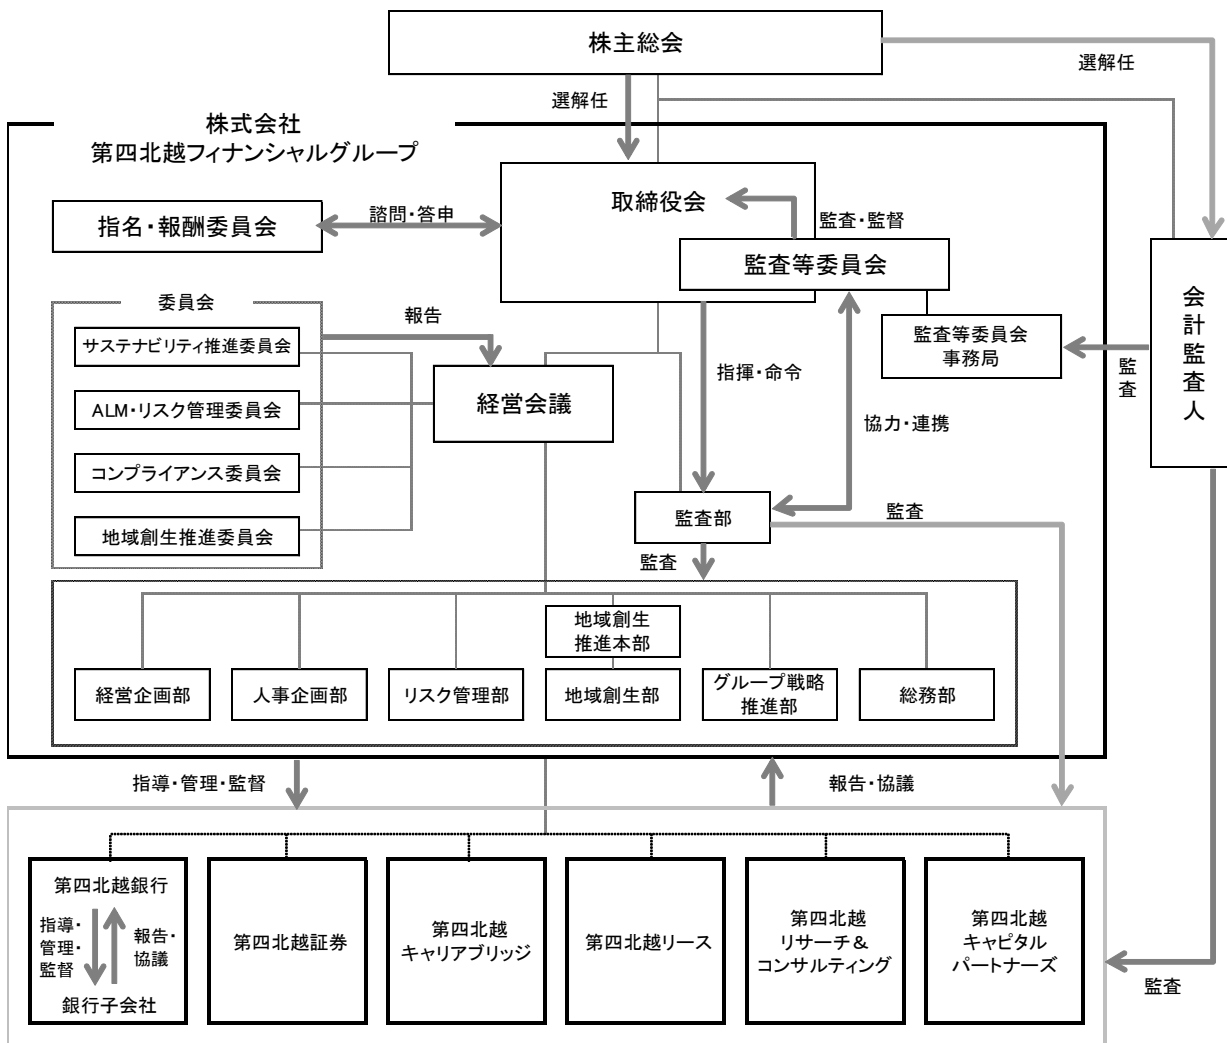 株主総会
選解任
選解任
株式会社
第四北越フィナンシャルグループ
取締役会
指名・報酬委員会
諮問・答申
監査・監督
監査等委員会
会計監査人
委員会
報告
サステナビリティ推進委員会
監査等委員会
事務局
監査
指揮・命令
経営会議
ALM・リスク管理委員会
協力・連携
コンプライアンス委員会
監査部
監査
地域創生推進委員会
監査
地域創生
推進本部
経営企画部
人事企画部
リスク管理部
地域創生部
グループ戦略
推進部
総務部
指導・管理・監督
報告・協議
第四北越銀行
指導・
管理・
監督
報告・
協議
銀行子会社
第四北越証券
第四北越
キャリアブリッジ
第四北越リース
第四北越
リサーチ＆
コンサルティング
第四北越
キャピタル
パートナーズ
監査